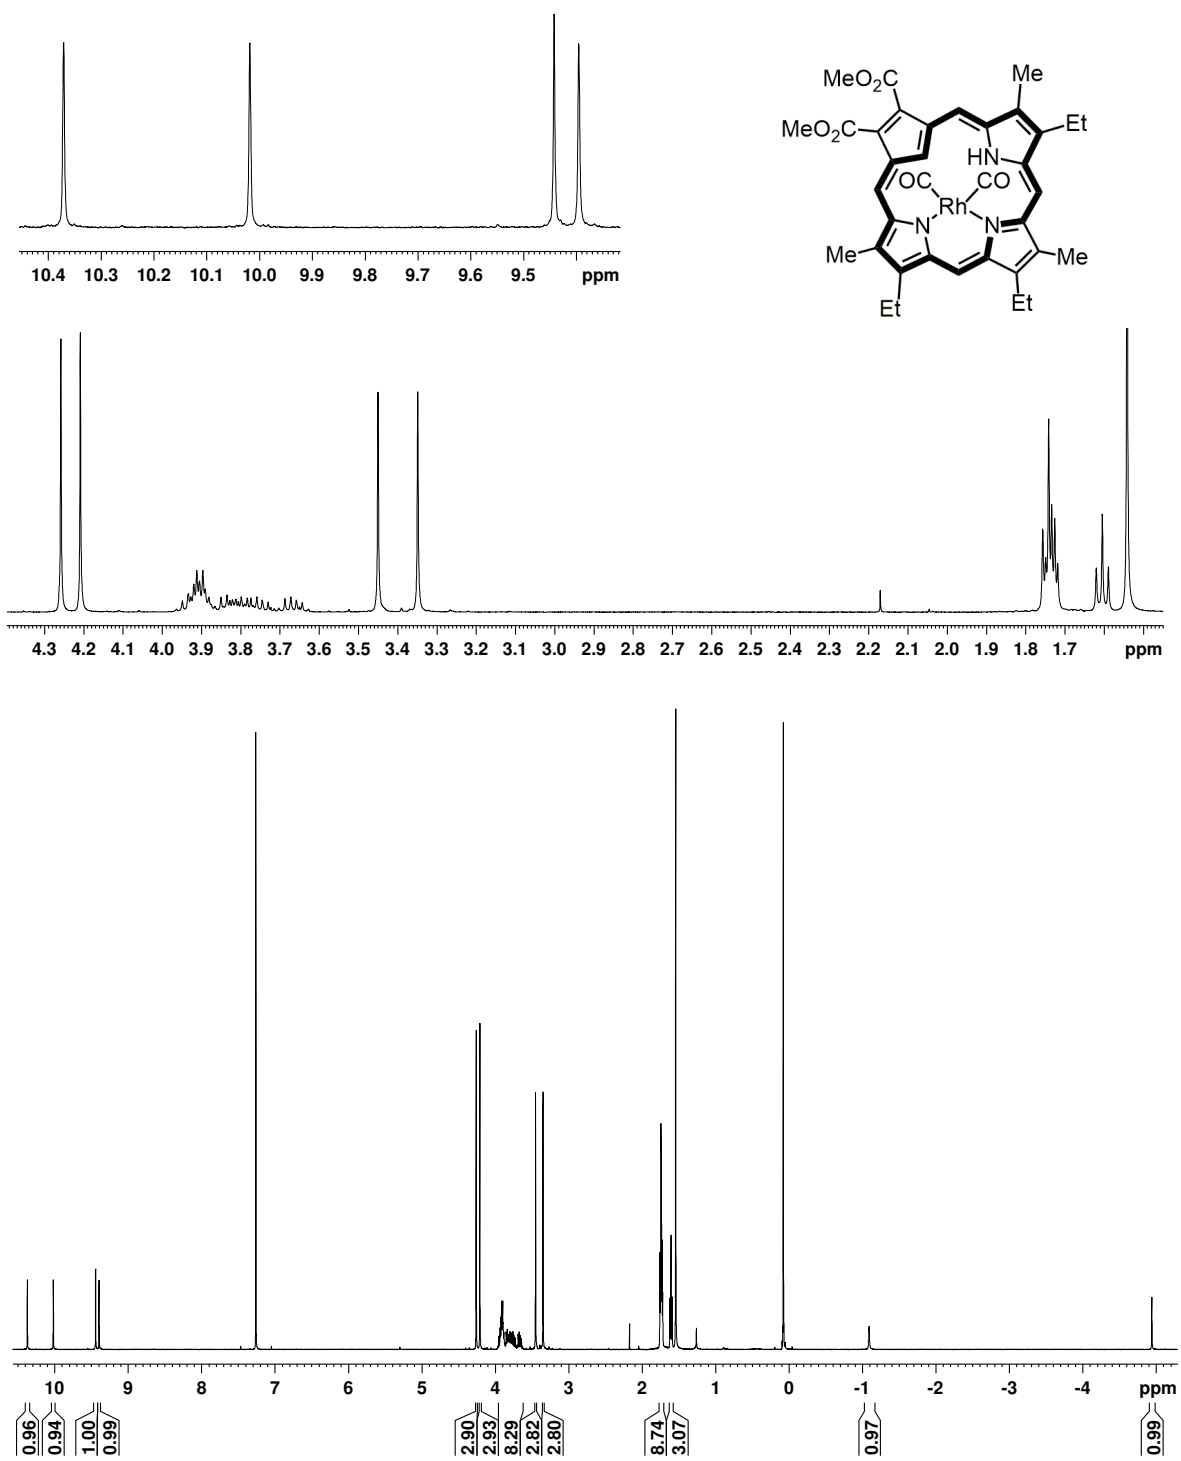 MeO2C
Me
MeO2C
Et
HN
OC
CO
Rh
N
N
Me
Me
Et
Et
10.4 10.3 10.2 10.1 10.0 9.9 9.8 9.7 9.6 9.5 ppm
4.3 4.2 4.1 4.0 3.9 3.8 3.7 3.6 3.5 3.4 3.3 3.2 3.1 3.0 2.9 2.8 2.7 2.6 2.5 2.4 2.3 2.2 2.1 2.0 1.9 1.8 1.7 ppm
10 9 8 7 6 5 4 3 2 1 0 -1 -2 -3 -4 ppm
0.96 0.94 1.00 0.99 2.90 2.93 8.29 2.82 2.80 8.74 3.07 0.97 0.99